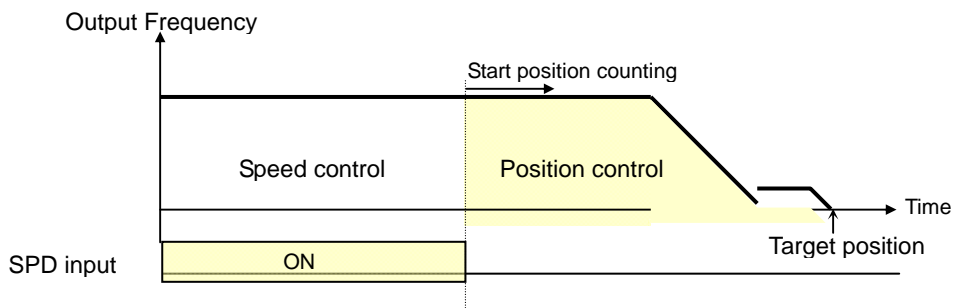 Output Frequency
Start position counting
Speed control
Position control
Time
Target position
SPD input
ON